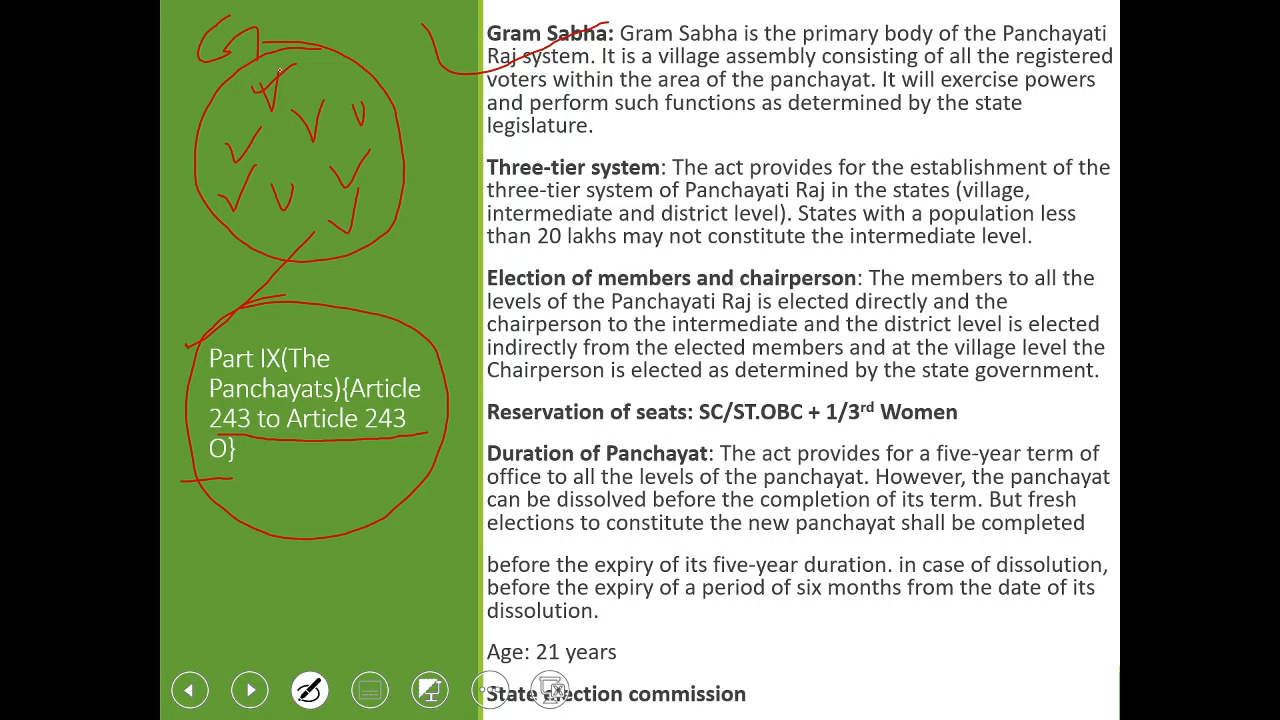 Part IX(The
Panchayats){Article
243 to Article 243
O}
Gram Sabha: Gram Sabha is the primary body of the Panchayati
Raj system. It is a village assembly consisting of all the registered
voters within the area of the panchayat. It will exercise powers
and perform such functions as determined by the state
legislature.
Three-tier system: The act provides for the establishment of the
three-tier system of Panchayati Raj in the states (village,
intermediate and district level). States with a population less
than 20 lakhs may not constitute the intermediate level.
Election of members and chairperson: The members to all the
levels of the Panchayati Raj is elected directly and the
chairperson to the intermediate and the district level is elected
indirectly from the elected members and at the village level the
Chairperson is elected as determined by the state government.
Reservation of seats: SC/ST.OBC + 1/3rd Women
Duration of Panchayat: The act provides for a five-year term of
office to all the levels of the panchayat. However, the panchayat
can be dissolved before the completion of its term. But fresh
elections to constitute the new panchayat shall be completed
before the expiry of its five-year duration. in case of dissolution,
before the expiry of a period of six months from the date of its
dissolution.
Age: 21 years
State election commission